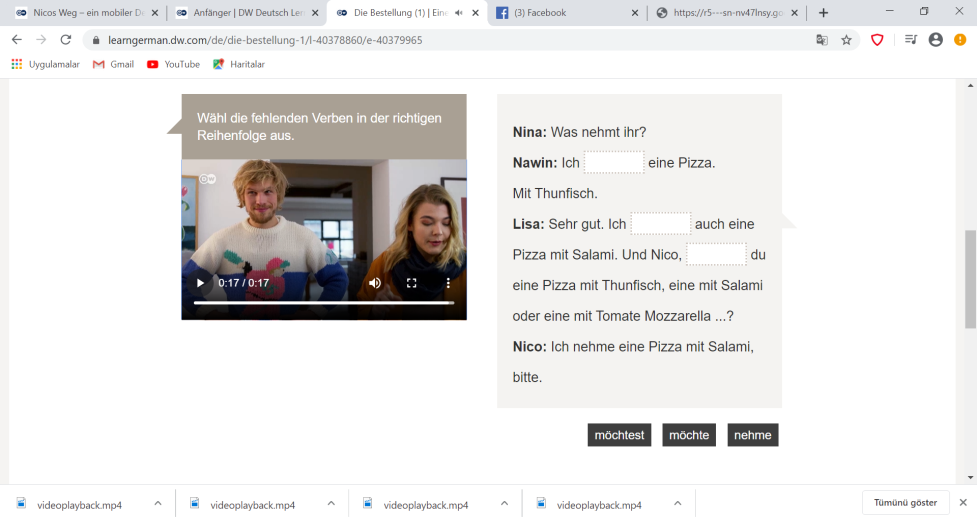 Nicos Weg – ein mobiler De
Anfänger | DW Deutsch Ler
Die Bestellung (1) | Eine
(3) Facebook
https://r5---sn-nv47lnsy.go
learngerman.dw.com/de/die-bestellung-1/l-40378860/e-40379965
Uygulamalar
Gmail
YouTube
Haritalar
Wähl die fehlenden Verben in der richtigen
Reihenfolge aus.
DW
0:17 / 0:17
Nina: Was nehmt ihr?
Nawin: Ich eine Pizza.
Mit Thunfisch.
Lisa: Sehr gut. Ich auch eine
Pizza mit Salami. Und Nico, du
eine Pizza mit Thunfisch, eine mit Salami
oder eine mit Tomate Mozzarella ...?
Nico: Ich nehme eine Pizza mit Salami,
bitte.
möchtest
möchte
nehme
videoplayback.mp4
videoplayback.mp4
videoplayback.mp4
videoplayback.mp4
Tümünü göster